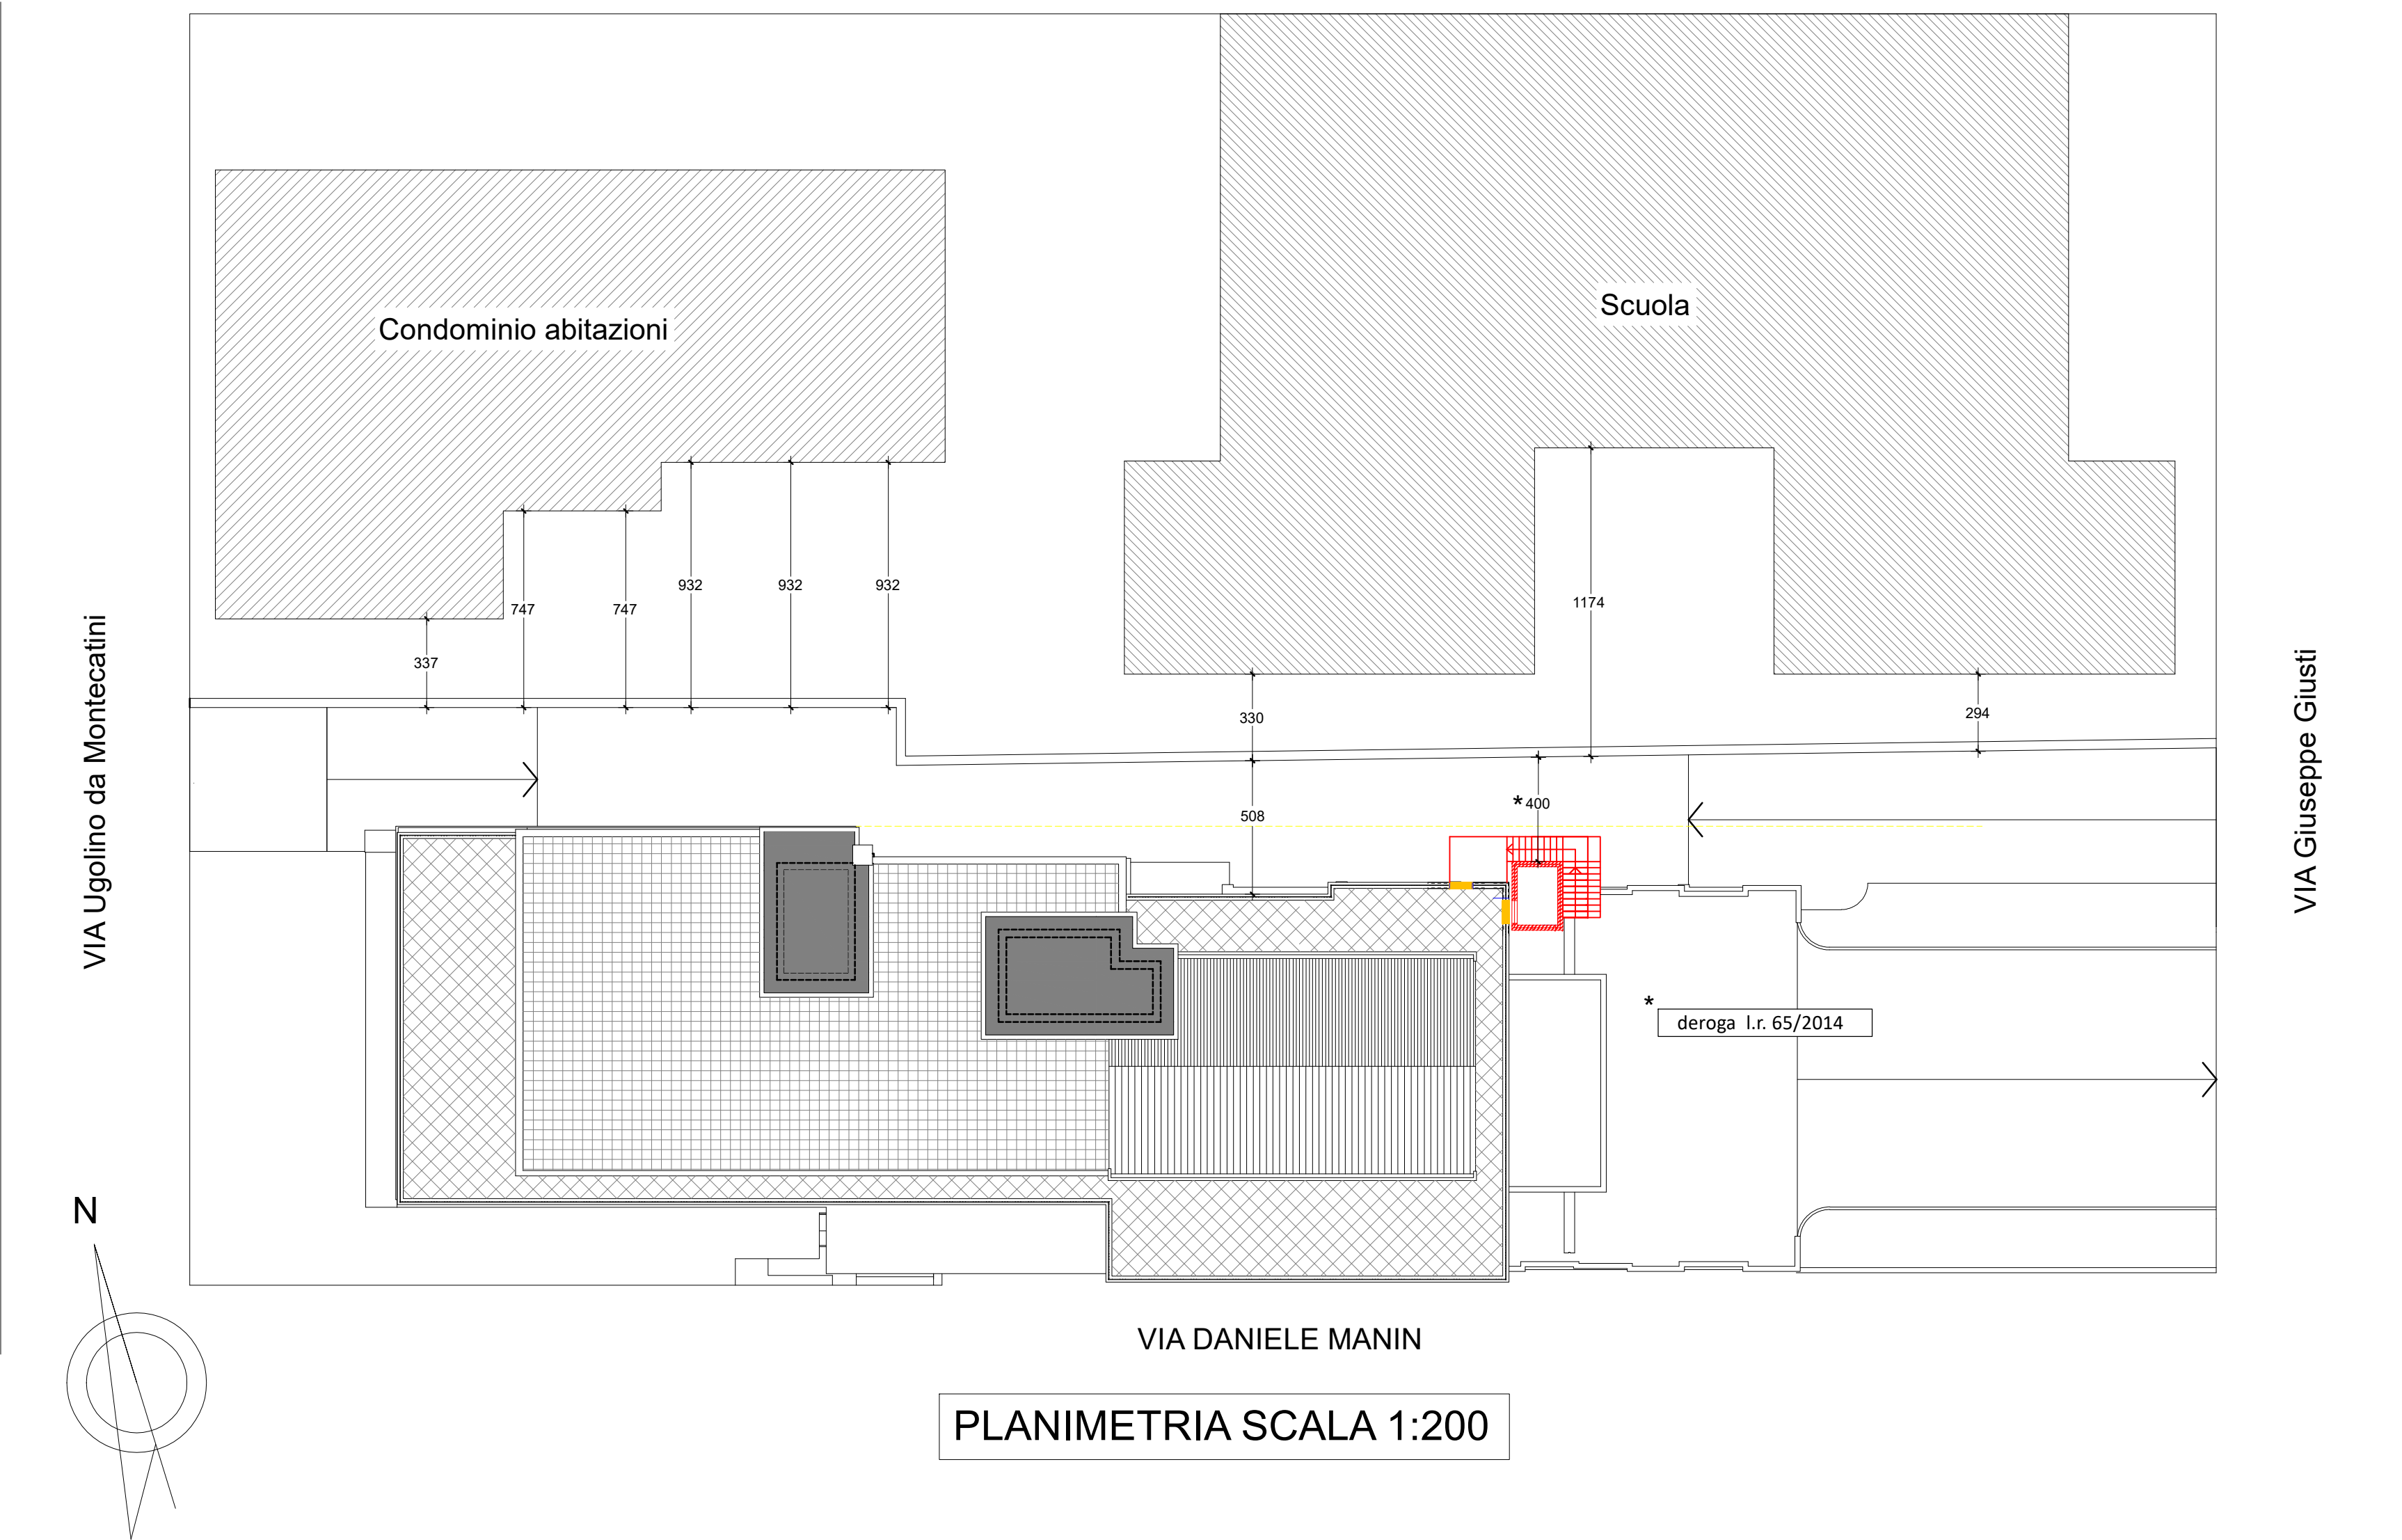 Scuola
Condominio abitazioni
932
932
932
1174
747
747
VIA Ugolino da Montecatini
337
VIA Giuseppe Giusti
294
330
*400
508
*
deroga l.r. 65/2014
N
VIA DANIELE MANIN
PLANIMETRIA SCALA 1:200